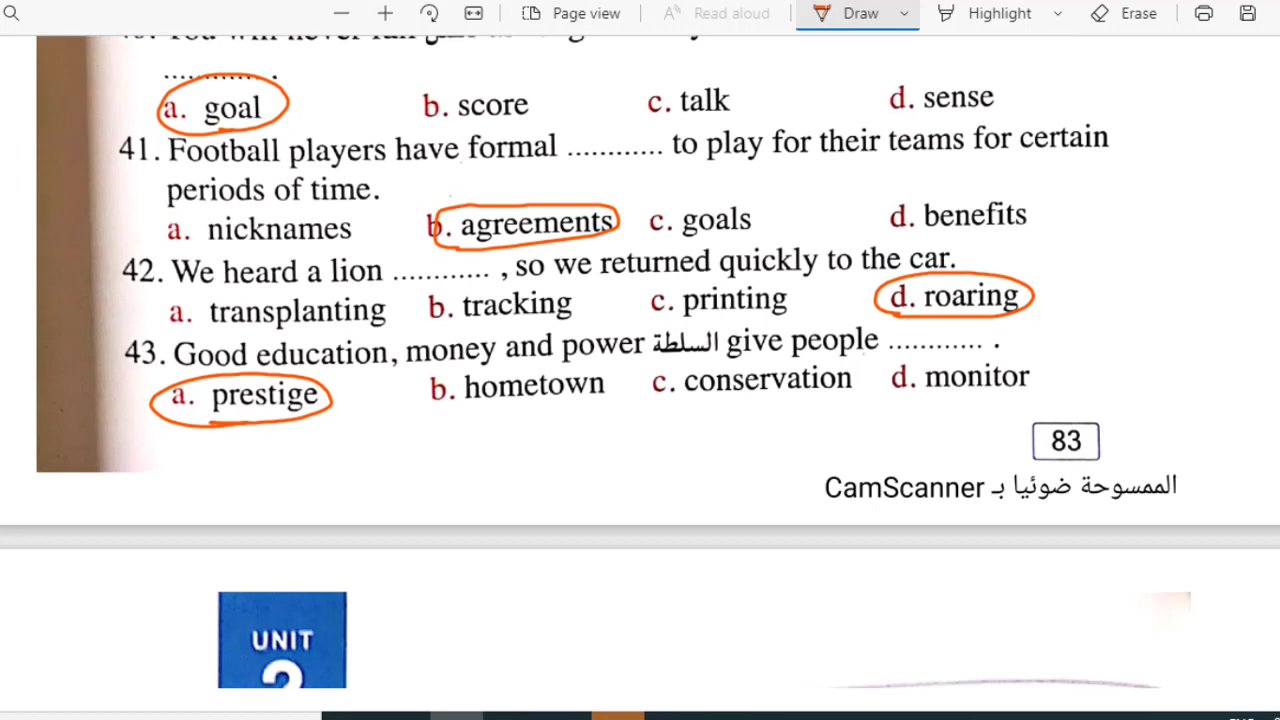 Page view Read aloud Draw Highlight Erase
a. goal b. score c. talk d. sense
41. Football players have formal ............ to play for their teams for certain
periods of time.
a. nicknames b. agreements c. goals d. benefits
42. We heard a lion ............ , so we returned quickly to the car.
a. transplanting b. tracking c. printing d. roaring
43. Good education, money and power السلطة give people ............ .
a. prestige b. hometown c. conservation d. monitor
83
الممسوحة ضوئيا بـ CamScanner
UNIT
2